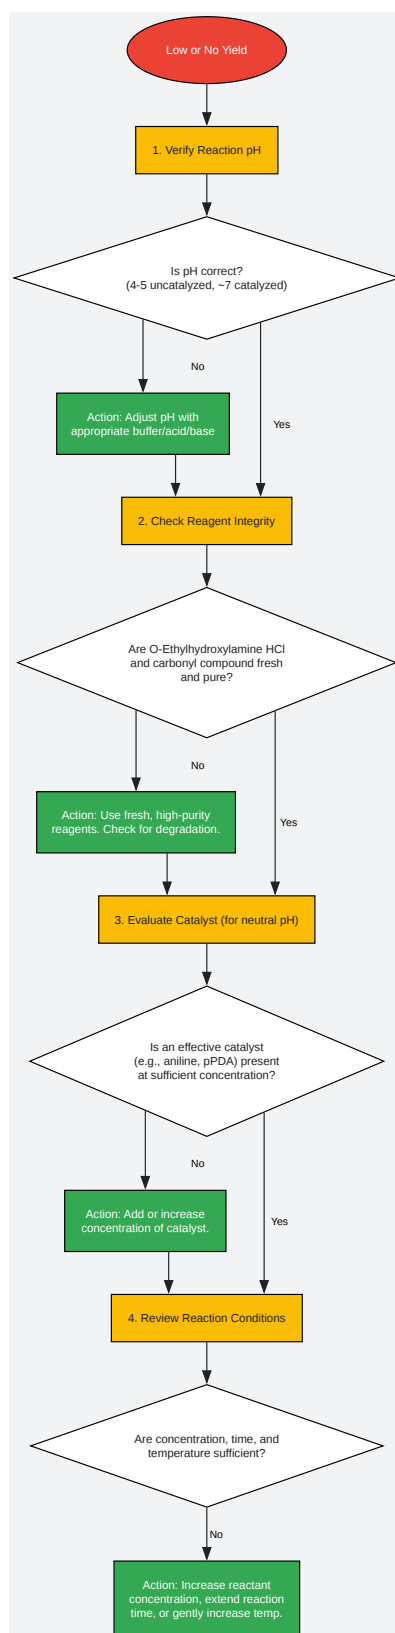 Low or No Yield
1. Verify Reaction pH
Is pH correct?
(4-5 uncatalyzed, ~7 catalyzed)
No
Action: Adjust pH with
appropriate buffer/acid/base
Yes
2. Check Reagent Integrity
Are O-Ethylhydroxylamine HCl
and carbonyl compound fresh
and pure?
No
Action: Use fresh, high-purity
reagents. Check for degradation.
Yes
3. Evaluate Catalyst (for neutral pH)
Is an effective catalyst
(e.g., aniline, pPDA) present
at sufficient concentration?
No
Action: Add or increase
concentration of catalyst.
Yes
4. Review Reaction Conditions
Are concentration, time, and
temperature sufficient?
No
Action: Increase reactant
concentration, extend reaction
time, or gently increase temp.